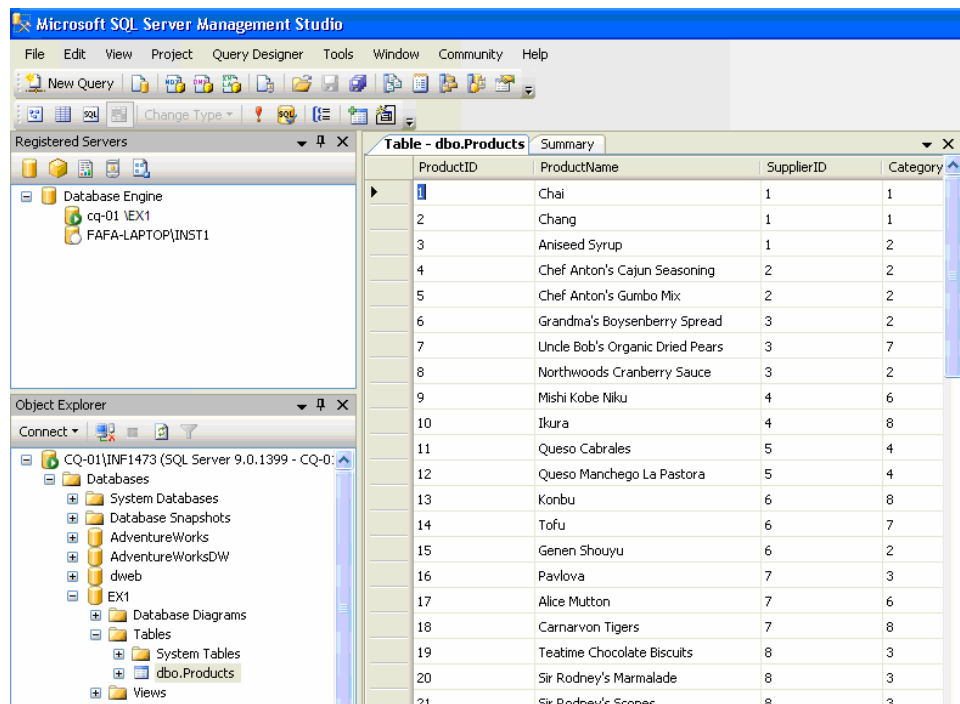 Microsoft SQL Server Management Studio
File Edit View Project Query Designer Tools Window Community Help
New Query
Change Type
Registered Servers
Database Engine
cq-01 \EX1
FAFA-LAPTOP\INST1
Object Explorer
Connect
CQ-01\INF1473 (SQL Server 9.0.1399 - CQ-01
Databases
System Databases
Database Snapshots
AdventureWorks
AdventureWorksDW
dweb
EX1
Database Diagrams
Tables
System Tables
dbo.Products
Views
Table - dbo.Products Summary
ProductID ProductName SupplierID Category
1 Chai 1 1
2 Chang 1 1
3 Aniseed Syrup 1 2
4 Chef Anton's Cajun Seasoning 2 2
5 Chef Anton's Gumbo Mix 2 2
6 Grandma's Boysenberry Spread 3 2
7 Uncle Bob's Organic Dried Pears 3 7
8 Northwoods Cranberry Sauce 3 2
9 Mishi Kobe Niku 4 6
10 Ikura 4 8
11 Queso Cabrales 5 4
12 Queso Manchego La Pastora 5 4
13 Konbu 6 8
14 Tofu 6 7
15 Genen Shouyu 6 2
16 Pavlova 7 3
17 Alice Mutton 7 6
18 Carnarvon Tigers 7 8
19 Teatime Chocolate Biscuits 8 3
20 Sir Rodney's Marmalade 8 3
21 Sir Rodney's Scones 8 3